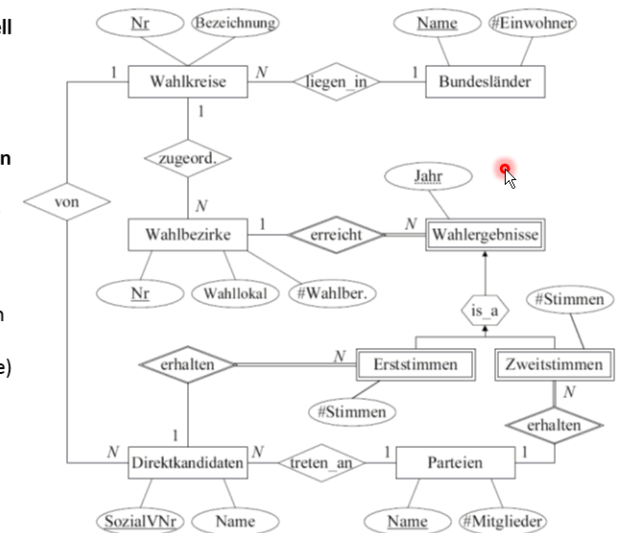 ell
Nr
Bezeichnung
Name
#Einwohner
1
Wahlkreise
N
liegen_in
1
Bundesländer
1
n
zugeord.
Jahr
von
N
Wahlbezirke
1
erreicht
N
Wahlergebnisse
Nr
Wahllokal
#Wahlber.
is_a
#Stimmen
n
erhalten
N
Erststimmen
Zweitstimmen
e)
#Stimmen
N
erhalten
1
N
Direktkandidaten
N
treten_an
1
Parteien
1
SozialVNr
Name
Name
#Mitglieder